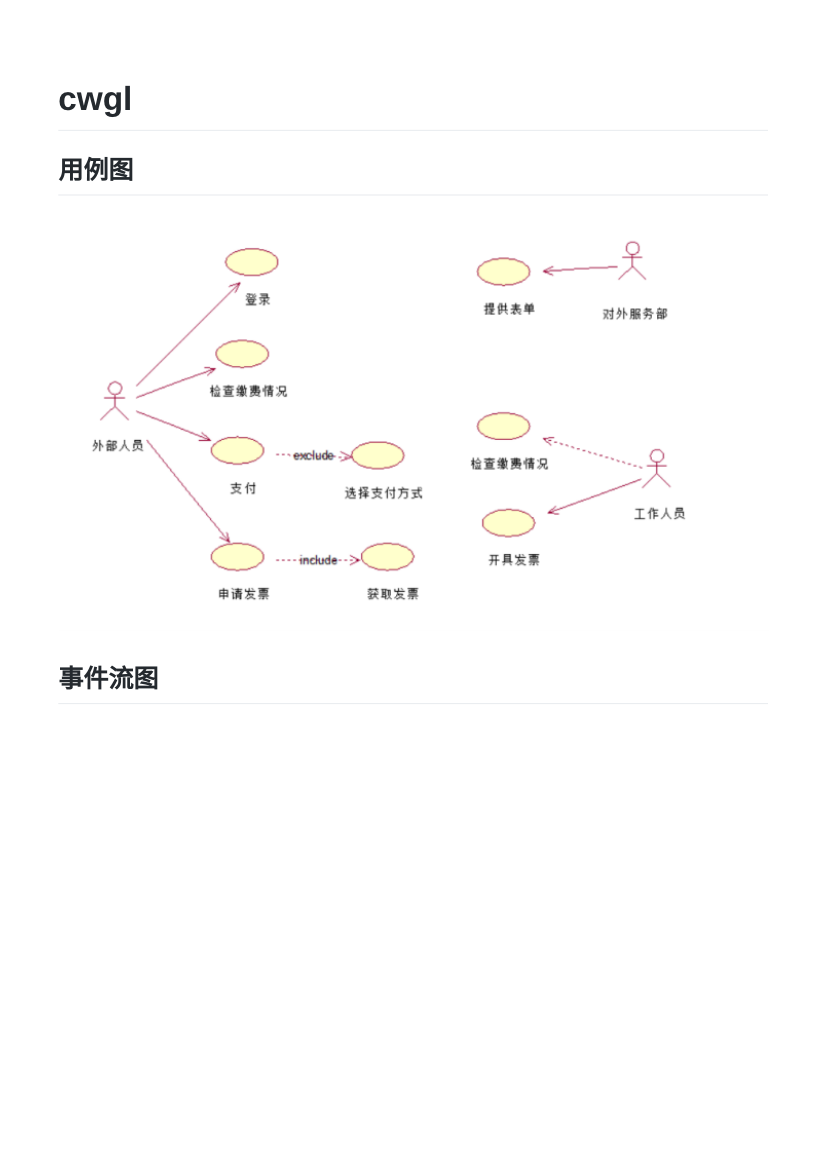 cwgl
用例图
登录
提供表单
对外服务部
检查缴费情况
外部人员
exclude
支付
选择支付方式
检查缴费情况
工作人员
include
申请发票
获取发票
开具发票
事件流图